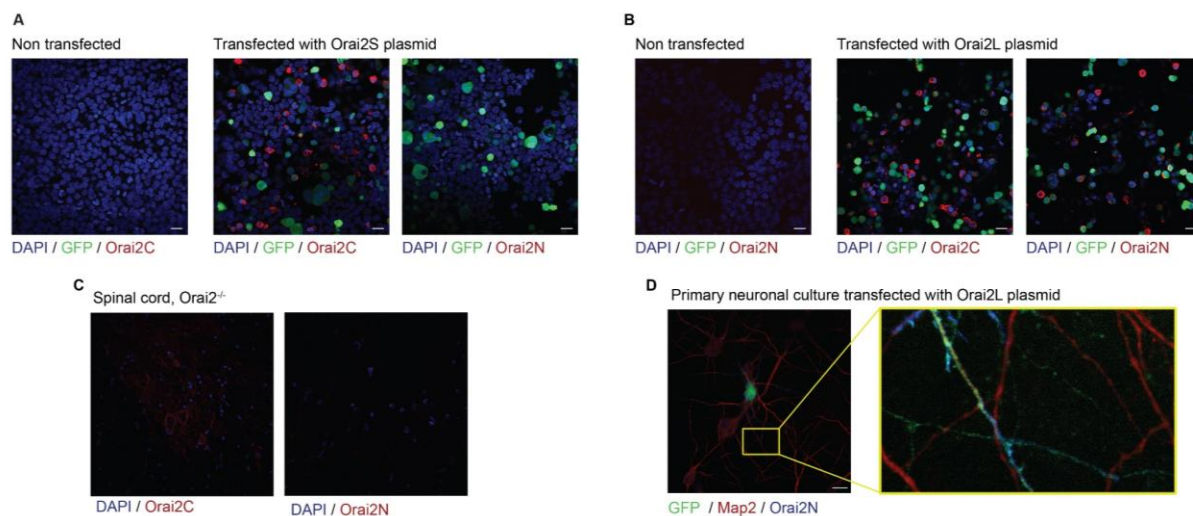 A
Non transfected
Transfected with Orai2S plasmid
DAPI / GFP / Orai2C
DAPI / GFP / Orai2C
DAPI / GFP / Orai2N
B
Non transfected
Transfected with Orai2L plasmid
DAPI / GFP / Orai2N
DAPI / GFP / Orai2C
DAPI / GFP / Orai2N
C
Spinal cord, Orai2⁻/⁻
DAPI / Orai2C
DAPI / Orai2N
D
Primary neuronal culture transfected with Orai2L plasmid
GFP / Map2 / Orai2N